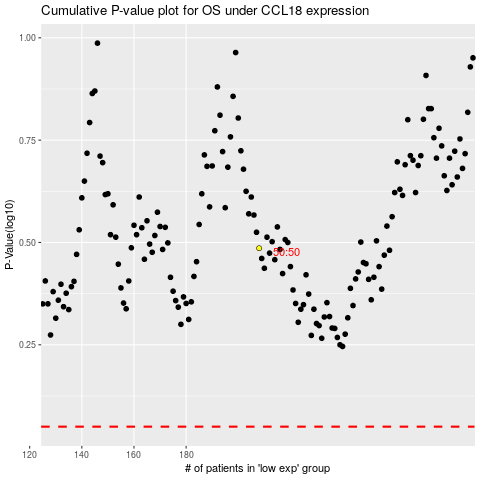 Cumulative P-value plot for OS under CCL18 expression
P-Value(log10)
1.00
0.75
0.50
0.25
50:50
120 140 160 180
# of patients in 'low exp' group